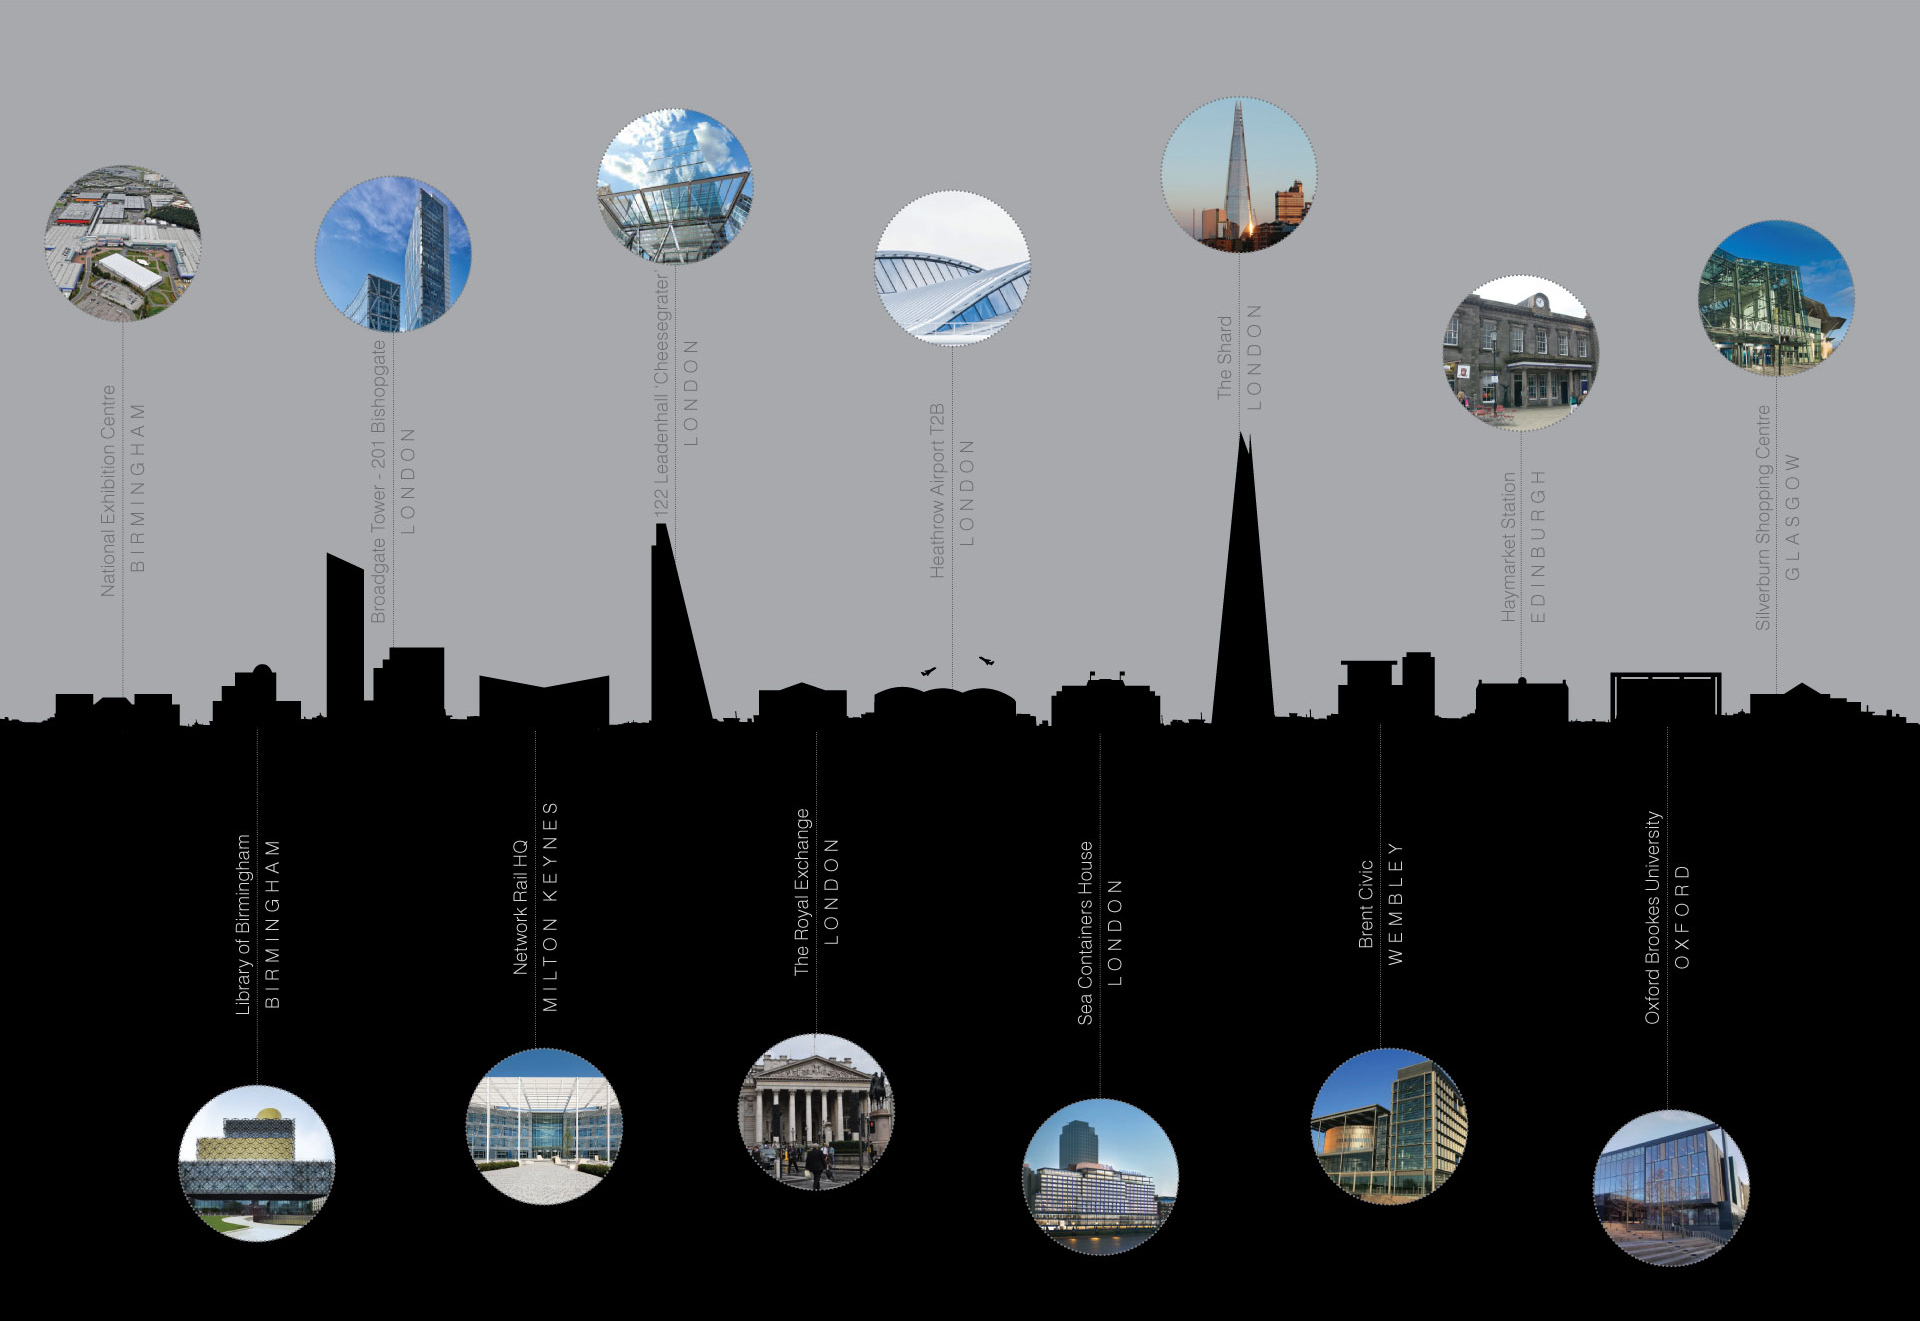 National Exhibition Centre
BIRMINGHAM
Broadgate Tower - 201 Bishopgate
LONDON
122 Leadenhall 'Cheesegrater'
LONDON
Heathrow Airport T2B
LONDON
The Shard
LONDON
Haymarket Station
EDINBURGH
Silverburn Shopping Centre
GLASGOW
Library of Birmingham
BIRMINGHAM
Network Rail HQ
MILTON KEYNES
The Royal Exchange
LONDON
Sea Containers House
LONDON
Brent Civic
WEMBLEY
Oxford Brookes University
OXFORD